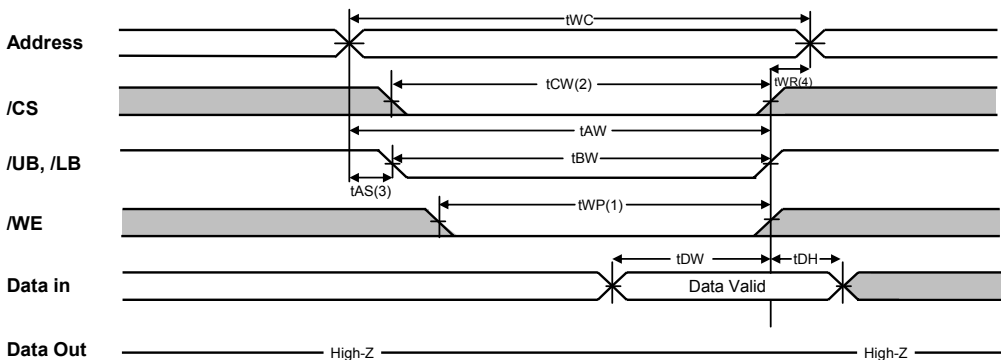 tWC
Address
tCW(2)
tWR(4)
/CS
tAW
/UB, /LB
tBW
tAS(3)
/WE
tWP(1)
tDW
tDH
Data in
Data Valid
Data Out
High-Z
High-Z